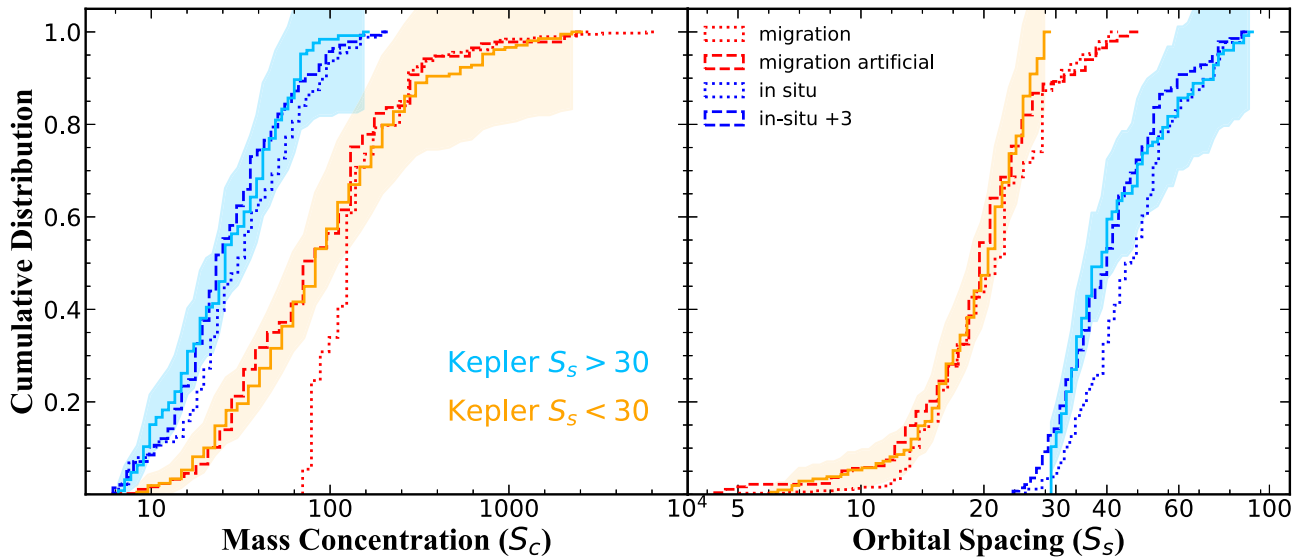 Cumulative Distribution
1.0
0.8
0.6
0.4
0.2
Kepler S_s > 30
Kepler S_s < 30
10
100
1000
10^4
Mass Concentration (S_c)
migration
migration artificial
in situ
in-situ +3
5
10
20
30
40
60
100
Orbital Spacing (S_s)